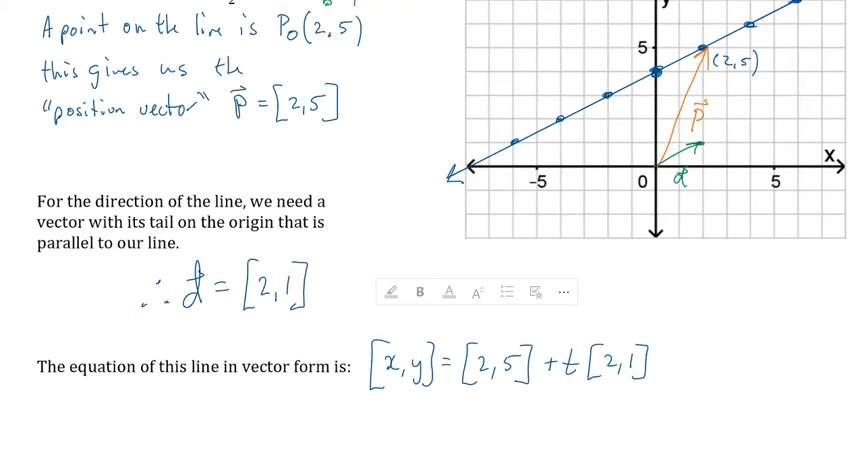 A point on the line is P₀(2,5)
this gives us the
"position vector" p⃗ = [2,5]
For the direction of the line, we need a
vector with its tail on the origin that is
parallel to our line.
∴ d⃗ = [2,1]
The equation of this line in vector form is: [x,y] = [2,5] + t[2,1]
y
5
(2,5)
p⃗
x
-5
0
d⃗
5
B A A